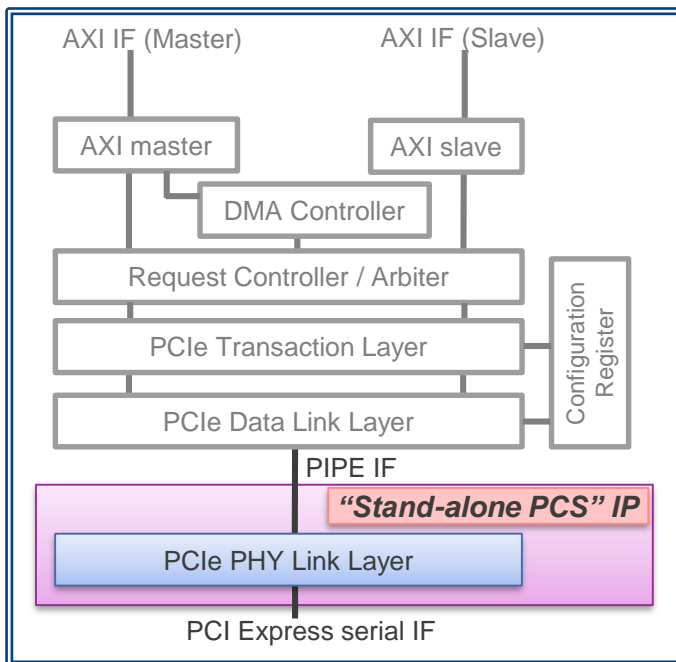 AXI IF (Master)
AXI IF (Slave)
AXI master
AXI slave
DMA Controller
Request Controller / Arbiter
PCIe Transaction Layer
Configuration
Register
PCIe Data Link Layer
PIPE IF
“Stand-alone PCS” IP
PCIe PHY Link Layer
PCI Express serial IF